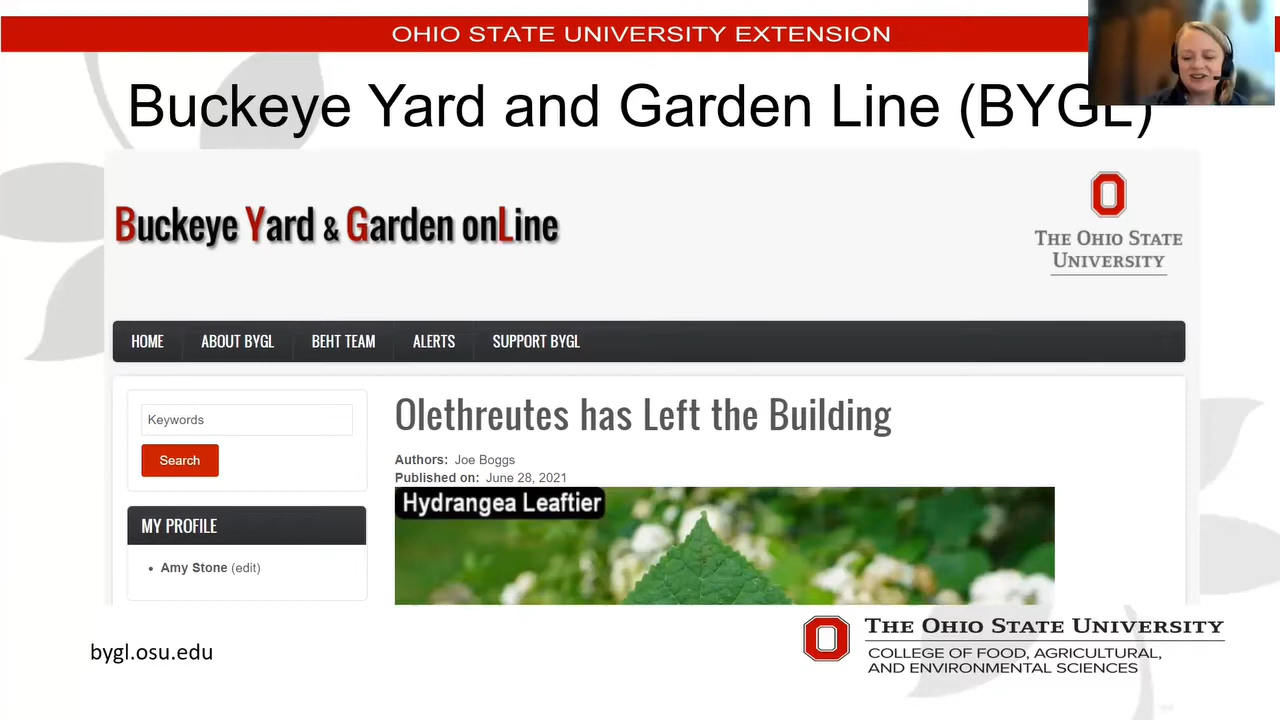 OHIO STATE UNIVERSITY EXTENSION
Buckeye Yard and Garden Line (BYGL)
Buckeye Yard & Garden onLine
THE OHIO STATE
UNIVERSITY
HOME ABOUT BYGL BEHT TEAM ALERTS SUPPORT BYGL
Keywords
Search
MY PROFILE
• Amy Stone (edit)
Olethreutes has Left the Building
Authors: Joe Boggs
Published on: June 28, 2021
Hydrangea Leaftier
bygl.osu.edu
THE OHIO STATE UNIVERSITY
COLLEGE OF FOOD, AGRICULTURAL,
AND ENVIRONMENTAL SCIENCES